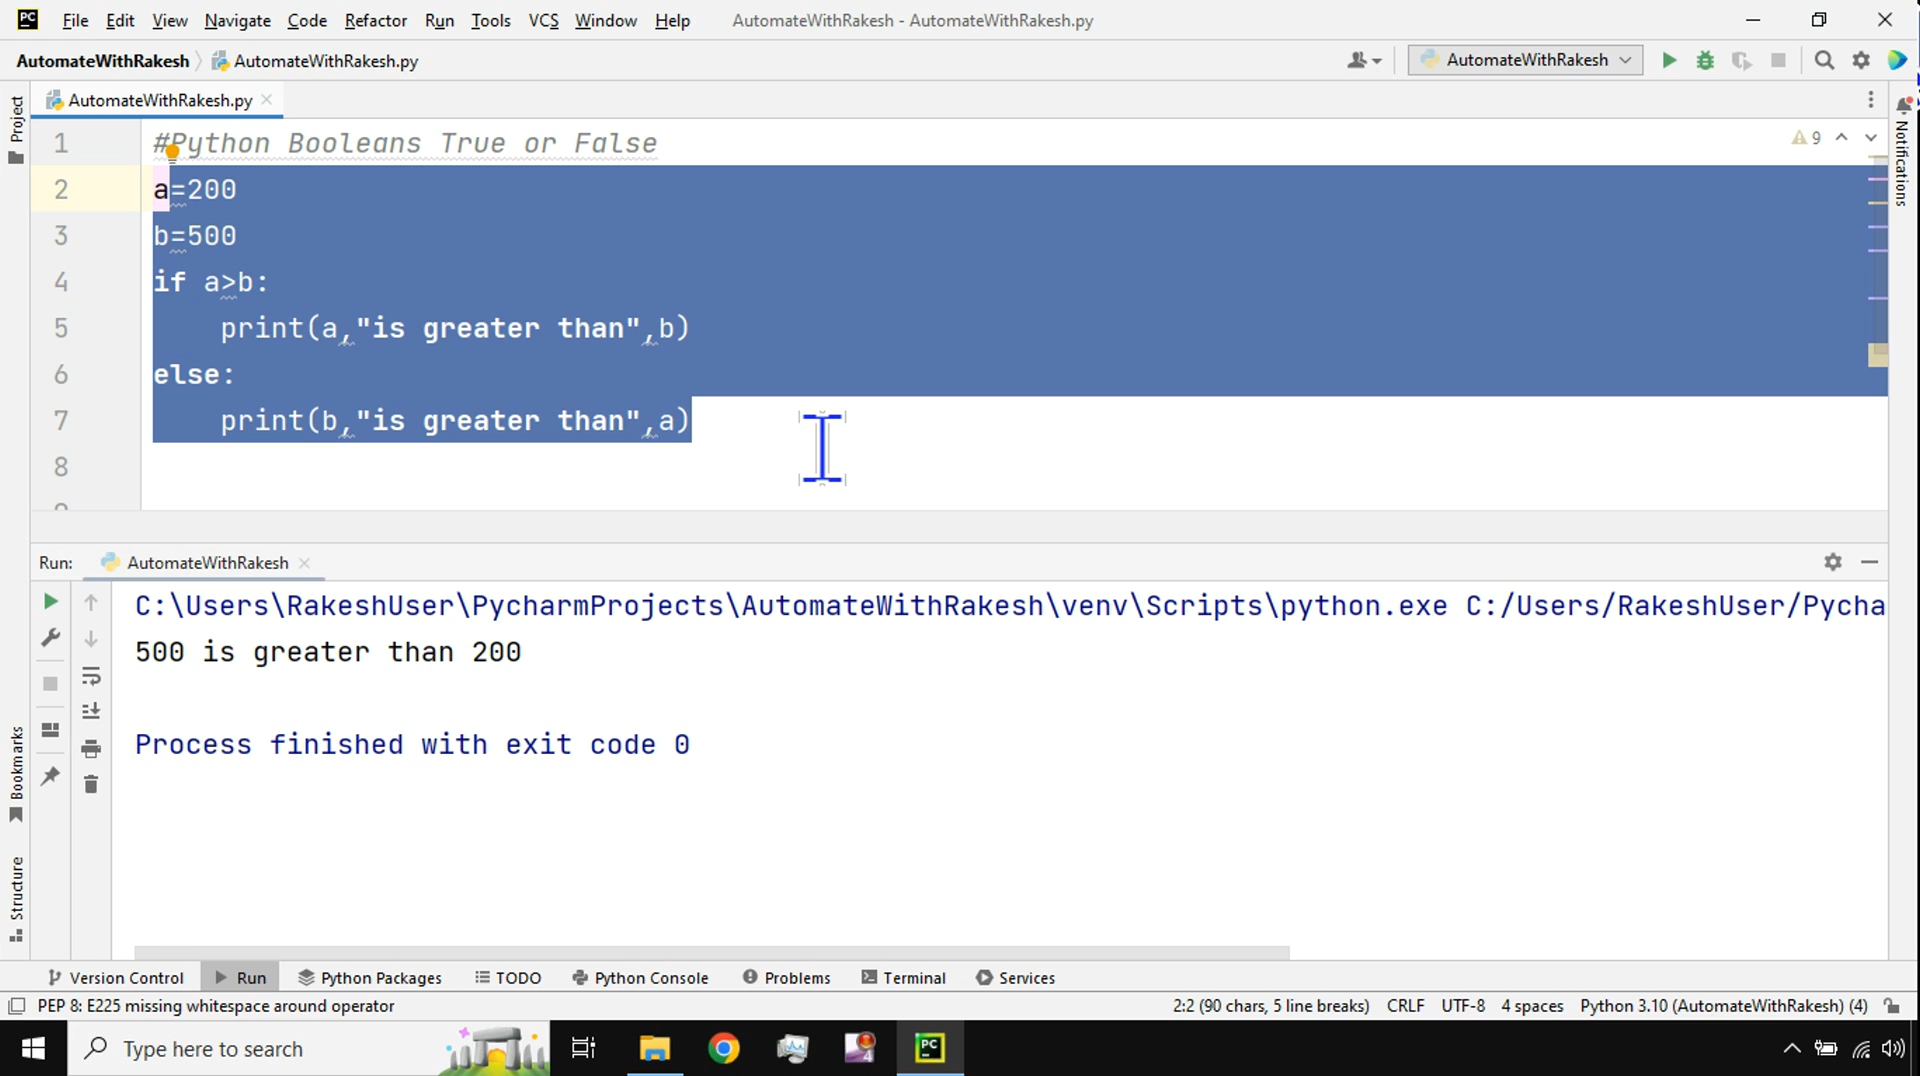 PC File Edit View Navigate Code Refactor Run Tools VCS Window Help AutomateWithRakesh - AutomateWithRakesh.py
AutomateWithRakesh AutomateWithRakesh.py AutomateWithRakesh
Project
AutomateWithRakesh.py
Notifications
1 #Python Booleans True or False
9
2 a=200
3 b=500
4 if a>b:
5 print(a,"is greater than",b)
6 else:
7 print(b,"is greater than",a)
8
9
Run: AutomateWithRakesh
C:\Users\RakeshUser\PycharmProjects\AutomateWithRakesh\venv\Scripts\python.exe C:/Users/RakeshUser/Pycha
500 is greater than 200
Process finished with exit code 0
Bookmarks
Structure
Version Control Run Python Packages TODO Python Console Problems Terminal Services
PEP 8: E225 missing whitespace around operator 2:2 (90 chars, 5 line breaks) CRLF UTF-8 4 spaces Python 3.10 (AutomateWithRakesh) (4)
Type here to search 4 PC